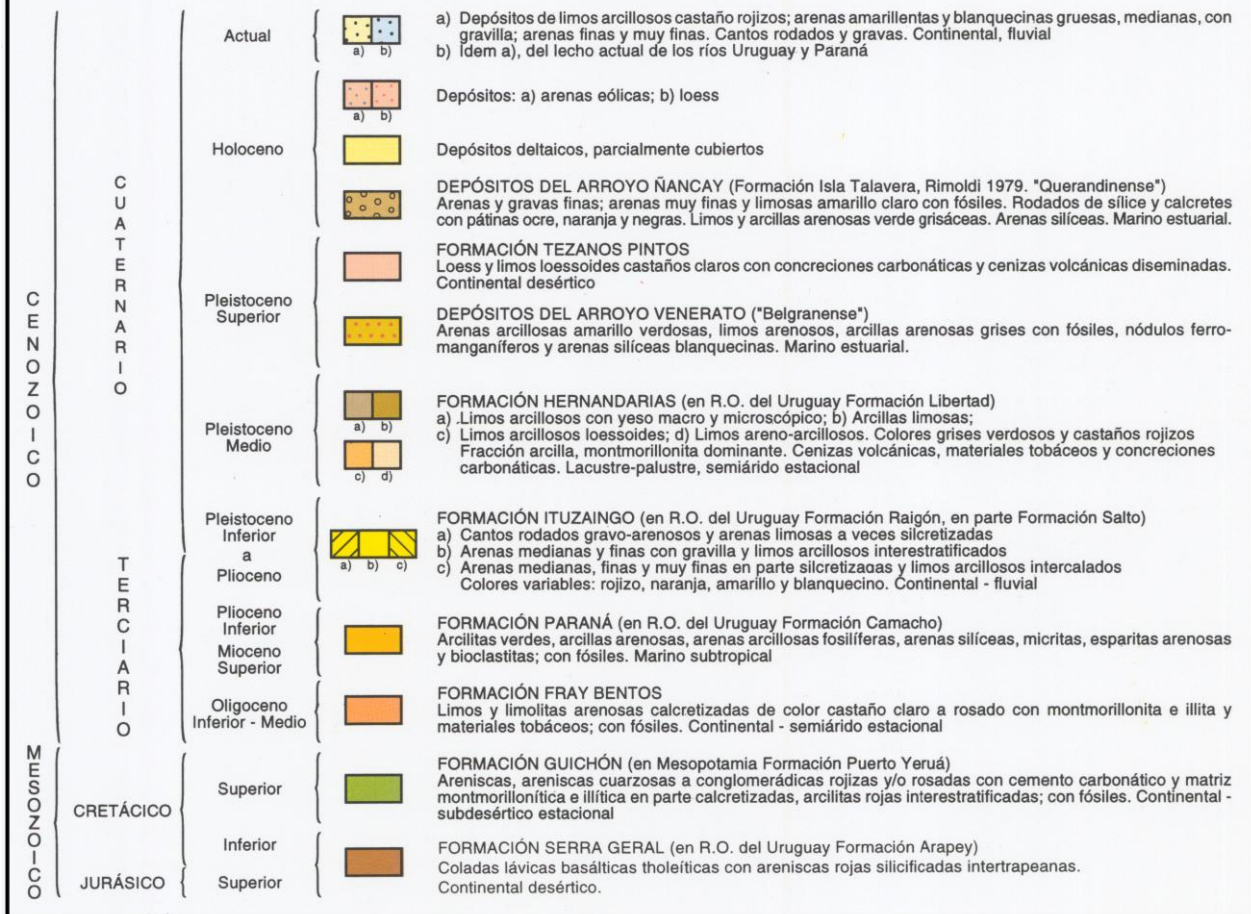 CENOZOICO
CUATERNARIO
Actual
a) b)
a) Depósitos de limos arcillosos castaño rojizos; arenas amarillentas y blanquecinas gruesas, medianas, con
gravilla; arenas finas y muy finas. Cantos rodados y gravas. Continental, fluvial
b) Idem a), del lecho actual de los ríos Uruguay y Paraná
Holoceno
a) b)
Depósitos: a) arenas eólicas; b) loess
Depósitos deltaicos, parcialmente cubiertos
DEPÓSITOS DEL ARROYO ÑANCAY (Formación Isla Talavera, Rimoldi 1979. "Querandinense")
Arenas y gravas finas; arenas muy finas y limosas amarillo claro con fósiles. Rodados de sílice y calcretes
con pátinas ocre, naranja y negras. Limos y arcillas arenosas verde grisáceas. Arenas silíceas. Marino estuarial.
Pleistoceno
Superior
FORMACIÓN TEZANOS PINTOS
Loess y limos loessoides castaños claros con concreciones carbonáticas y cenizas volcánicas diseminadas.
Continental desértico
DEPÓSITOS DEL ARROYO VENERATO ("Belgranense")
Arenas arcillosas amarillo verdosas, limos arenosos, arcillas arenosas grises con fósiles, nódulos ferro-
manganíferos y arenas silíceas blanquecinas. Marino estuarial.
Pleistoceno
Medio
a) b)
c) d)
FORMACIÓN HERNANDARIAS (en R.O. del Uruguay Formación Libertad)
a) .Limos arcillosos con yeso macro y microscópico; b) Arcillas limosas;
c) Limos arcillosos loessoides; d) Limos areno-arcillosos. Colores grises verdosos y castaños rojizos
Fracción arcilla, montmorillonita dominante. Cenizas volcánicas, materiales tobáceos y concreciones
carbonáticas. Lacustre-palustre, semiárido estacional
TERCIARIO
Pleistoceno
Inferior
a
Plioceno
a) b) c)
FORMACIÓN ITUZAINGO (en R.O. del Uruguay Formación Raigón, en parte Formación Salto)
a) Cantos rodados gravo-arenosos y arenas limosas a veces silcretizadas
b) Arenas medianas y finas con gravilla y limos arcillosos interestratificados
c) Arenas medianas, finas y muy finas en parte silcretizadas y limos arcillosos intercalados
Colores variables: rojizo, naranja, amarillo y blanquecino. Continental - fluvial
Plioceno
Inferior
Mioceno
Superior
FORMACIÓN PARANÁ (en R.O. del Uruguay Formación Camacho)
Arcilitas verdes, arcillas arenosas, arenas arcillosas fosilíferas, arenas silíceas, micritas, esparitas arenosas
y bioclastitas; con fósiles. Marino subtropical
Oligoceno
Inferior - Medio
FORMACIÓN FRAY BENTOS
Limos y limolitas arenosas calcretizadas de color castaño claro a rosado con montmorillonita e illita y
materiales tobáceos; con fósiles. Continental - semiárido estacional
MESOZOICO
CRETÁCICO
Superior
FORMACIÓN GUICHÓN (en Mesopotamia Formación Puerto Yeruá)
Areniscas, areniscas cuarzosas a conglomerádicas rojizas y/o rosadas con cemento carbonático y matriz
montmorillonítica e illítica en parte calcretizadas, arcilitas rojas interestratificadas; con fósiles. Continental -
subdesértico estacional
Inferior
JURÁSICO
Superior
FORMACIÓN SERRA GERAL (en R.O. del Uruguay Formación Arapey)
Coladas lávicas basálticas tholeíticas con areniscas rojas silicificadas intertrapeanas.
Continental desértico.